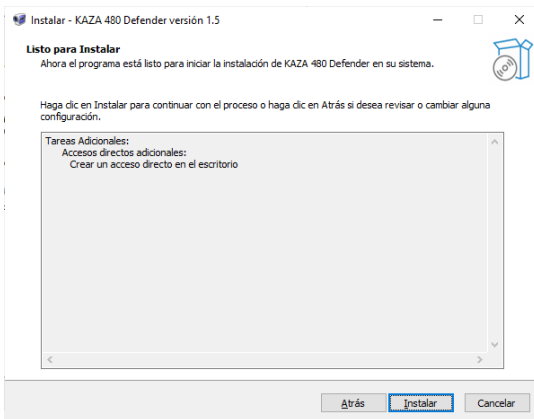 Instalar - KAZA 480 Defender versión 1.5
Listo para Instalar
Ahora el programa está listo para iniciar la instalación de KAZA 480 Defender en su sistema.
Haga clic en Instalar para continuar con el proceso o haga clic en Atrás si desea revisar o cambiar alguna
configuración.
Tareas Adicionales:
Accesos directos adicionales:
Crear un acceso directo en el escritorio
Atrás Instalar Cancelar